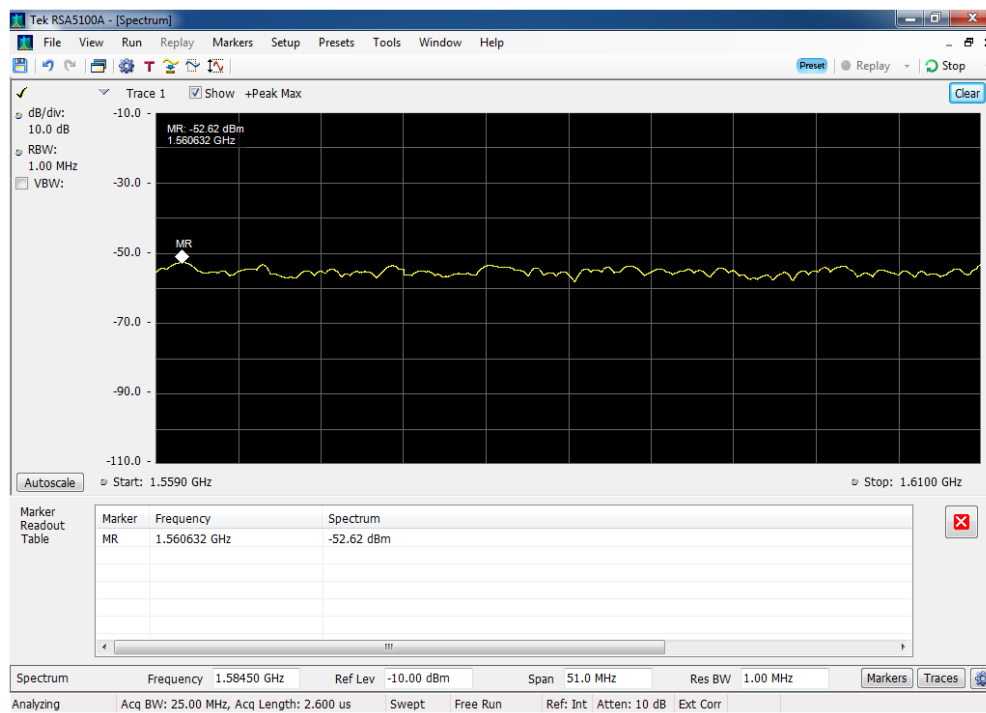 Tek RSA5100A - [Spectrum]
File View Run Replay Markers Setup Presets Tools Window Help
T Preset Replay Stop
Trace 1 Show +Peak Max Clear
dB/div:
10.0 dB
RBW:
1.00 MHz
VBW:
-10.0
-30.0
-50.0
-70.0
-90.0
-110.0
MR: -52.62 dBm
1.560632 GHz
MR
Autoscale Start: 1.5590 GHz Stop: 1.6100 GHz
Marker
Readout
Table
Marker Frequency Spectrum
MR 1.560632 GHz -52.62 dBm
Spectrum Frequency 1.58450 GHz Ref Lev -10.00 dBm Span 51.0 MHz Res BW 1.00 MHz Markers Traces
Analyzing Acq BW: 25.00 MHz, Acq Length: 2.600 us Swept Free Run Ref: Int Atten: 10 dB Ext Corr